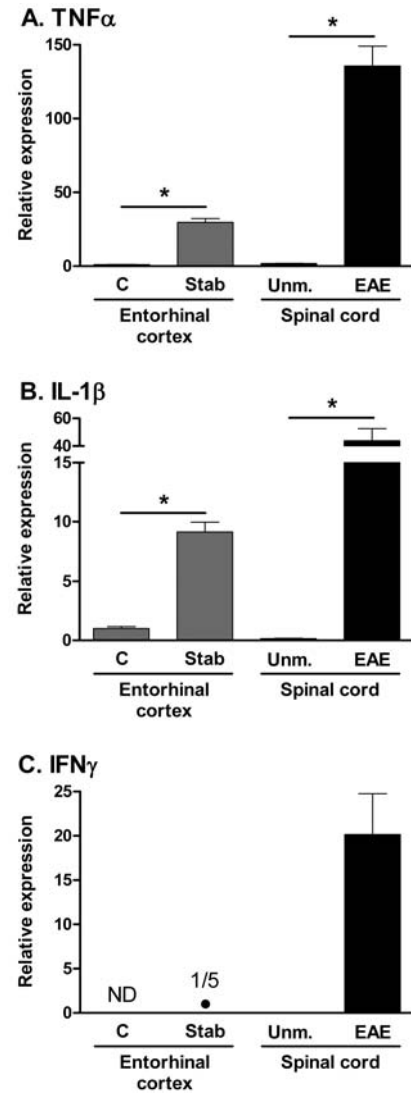 A. TNFα
Relative expression
150
100
50
0
*
*
C Stab Unm. EAE
Entorhinal cortex
Spinal cord
B. IL-1β
Relative expression
60
40
15
10
5
0
*
*
C Stab Unm. EAE
Entorhinal cortex
Spinal cord
C. IFNγ
Relative expression
25
20
15
10
5
0
ND
1/5
C Stab Unm. EAE
Entorhinal cortex
Spinal cord